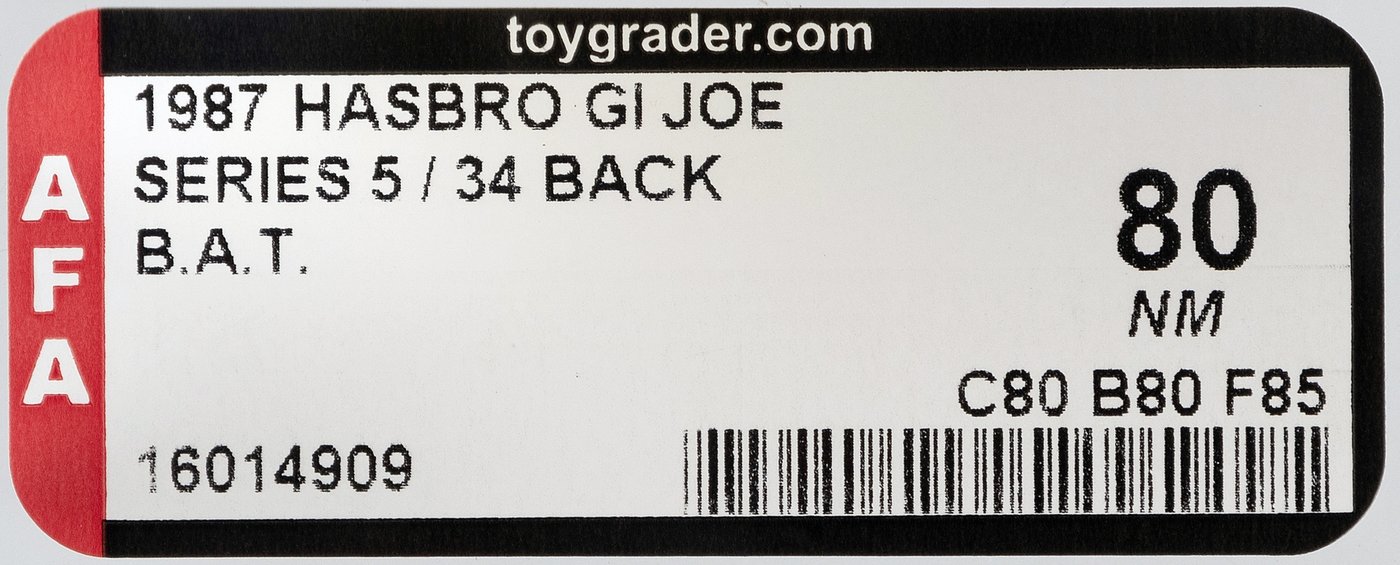 toygrader.com
AFA
1987 HASBRO GI JOE
SERIES 5 / 34 BACK
B.A.T.
80
NM
C80 B80 F85
16014909